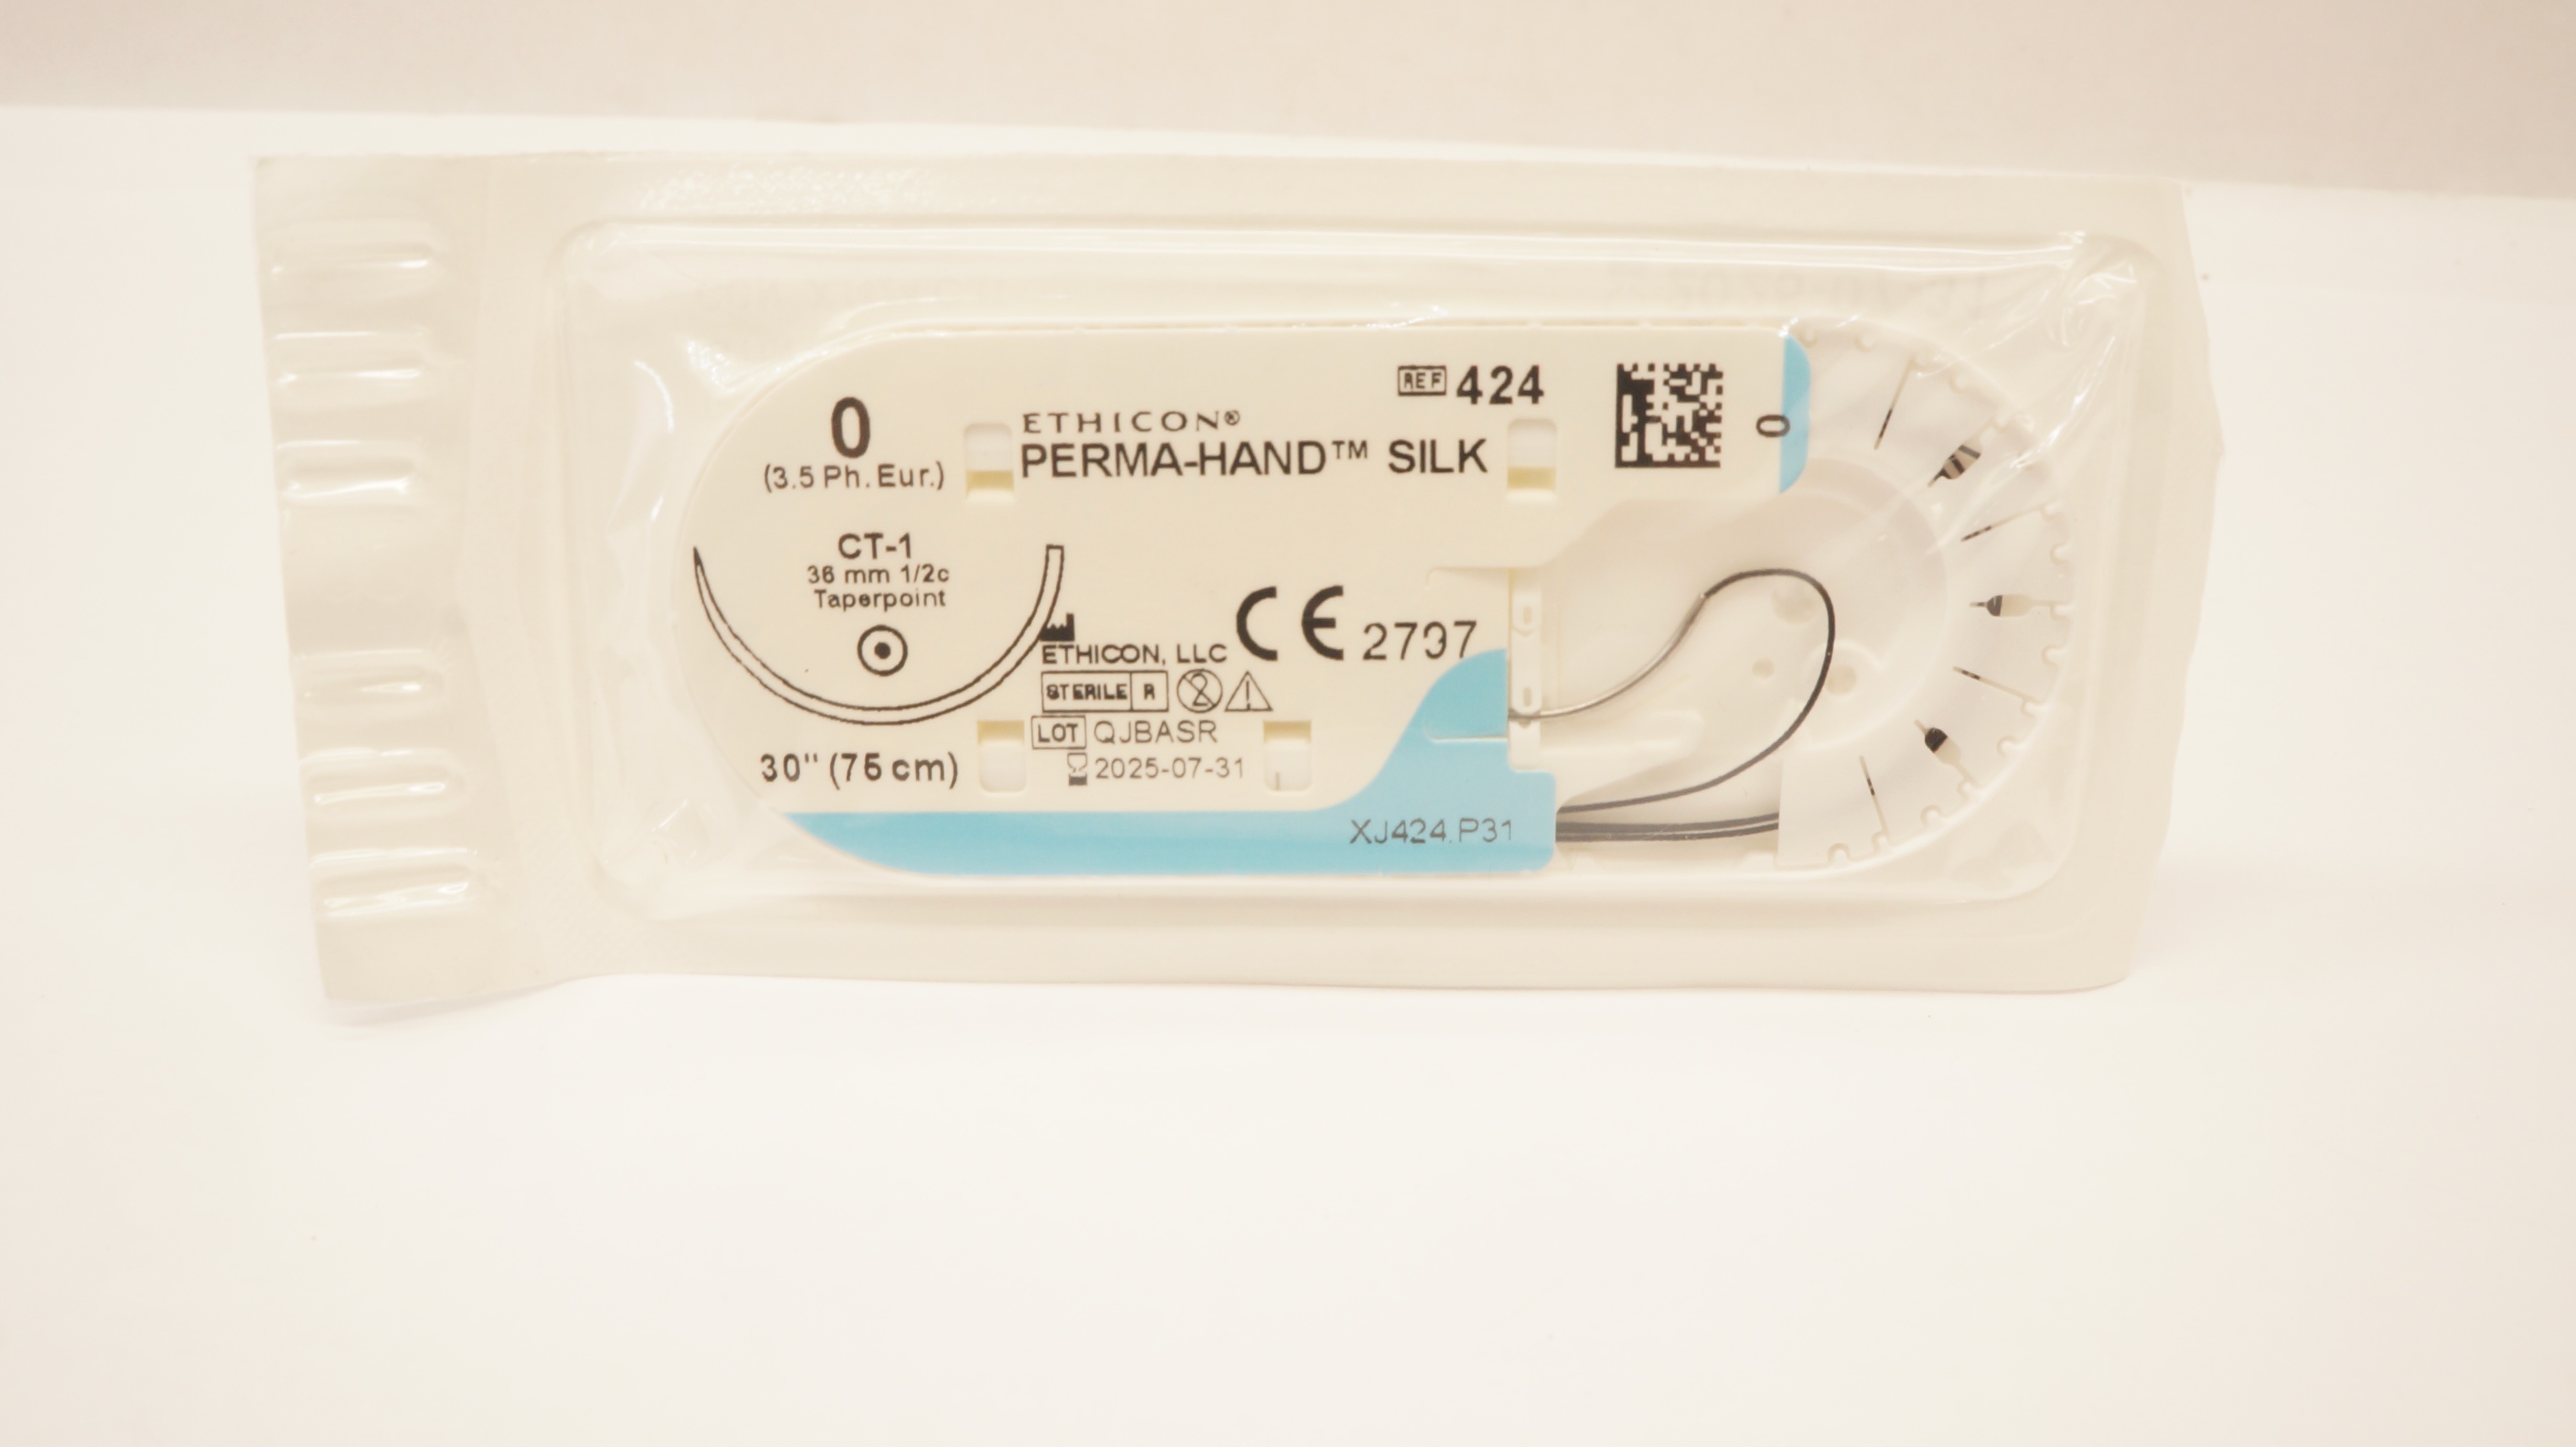 0
(3.5 Ph. Eur.)
CT-1
36 mm 1/2c
Taperpoint
30" (75 cm)
REF 424
ETHICON®
PERMA-HAND™ SILK
0
CE 2797
ETHICON, LLC
STERILE R
2
LOT QJBASR
2025-07-31
XJ424.P31